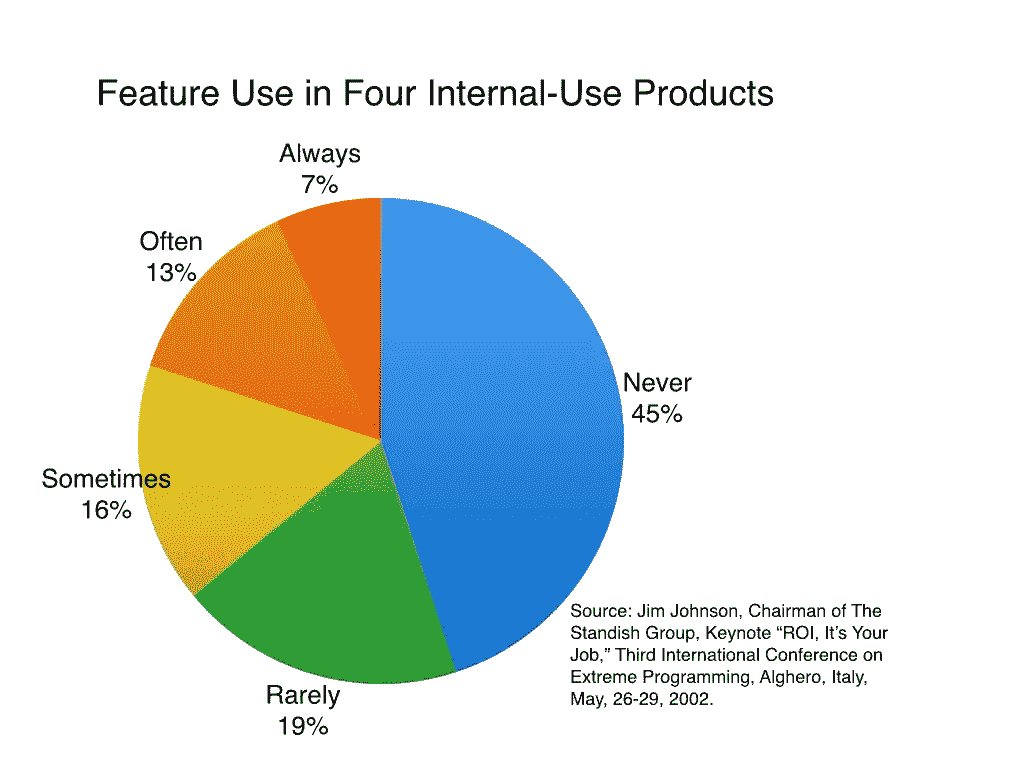 Feature Use in Four Internal-Use Products
Always
7%
Often
13%
Never
45%
Sometimes
16%
Rarely
19%
Source: Jim Johnson, Chairman of The
Standish Group, Keynote “ROI, It’s Your
Job,” Third International Conference on
Extreme Programming, Alghero, Italy,
May, 26-29, 2002.